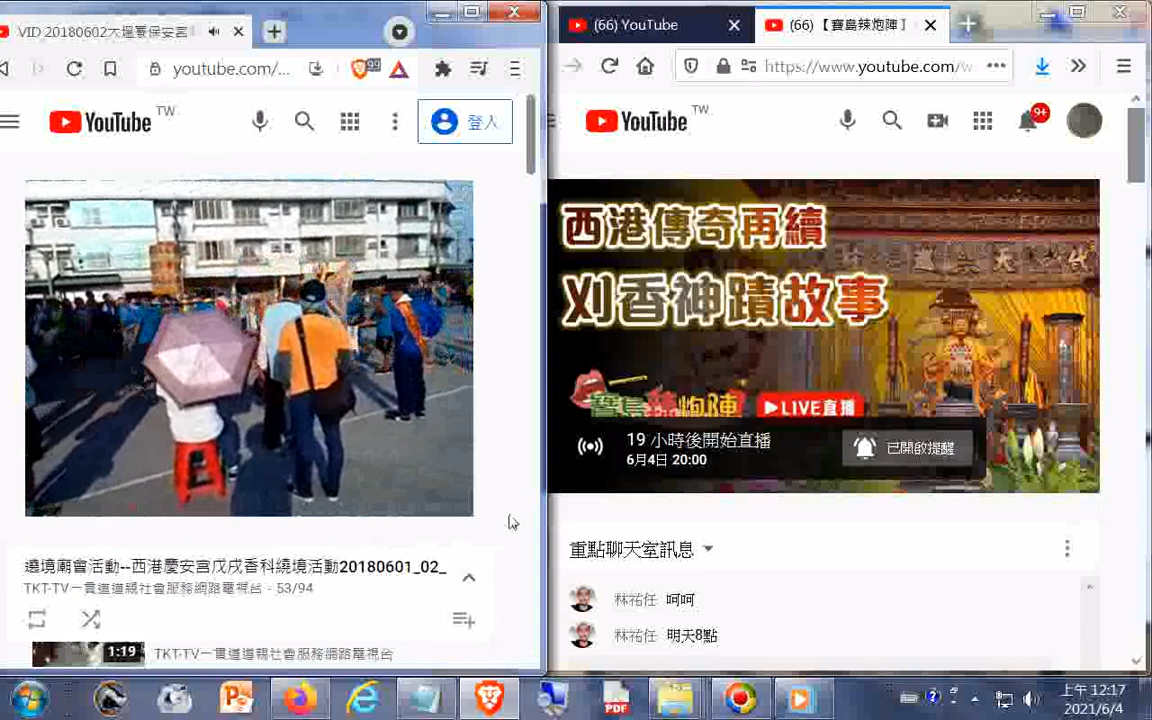 VID 20180602大塭寮保安宮
youtube.com/...
99
YouTube TW
登入
遶境廟會活動--西港慶安宮戊戌香科繞境活動20180601_02_
TKT-TV一貫道道親社會服務網路電視台 - 53/94
1:19
TKT-TV一貫道道親社會服務網路電視台
(66) YouTube
(66) 【寶島辣炮陣】
https://www.youtube.com/w
YouTube TW
9+
西港傳奇再續
刈香神蹟故事
寶島辣炮陣
LIVE直播
19 小時後開始直播
6月4日 20:00
已開啟提醒
重點聊天室訊息
林祐任 呵呵
林祐任 明天8點
PDF
上午 12:17
2021/6/4